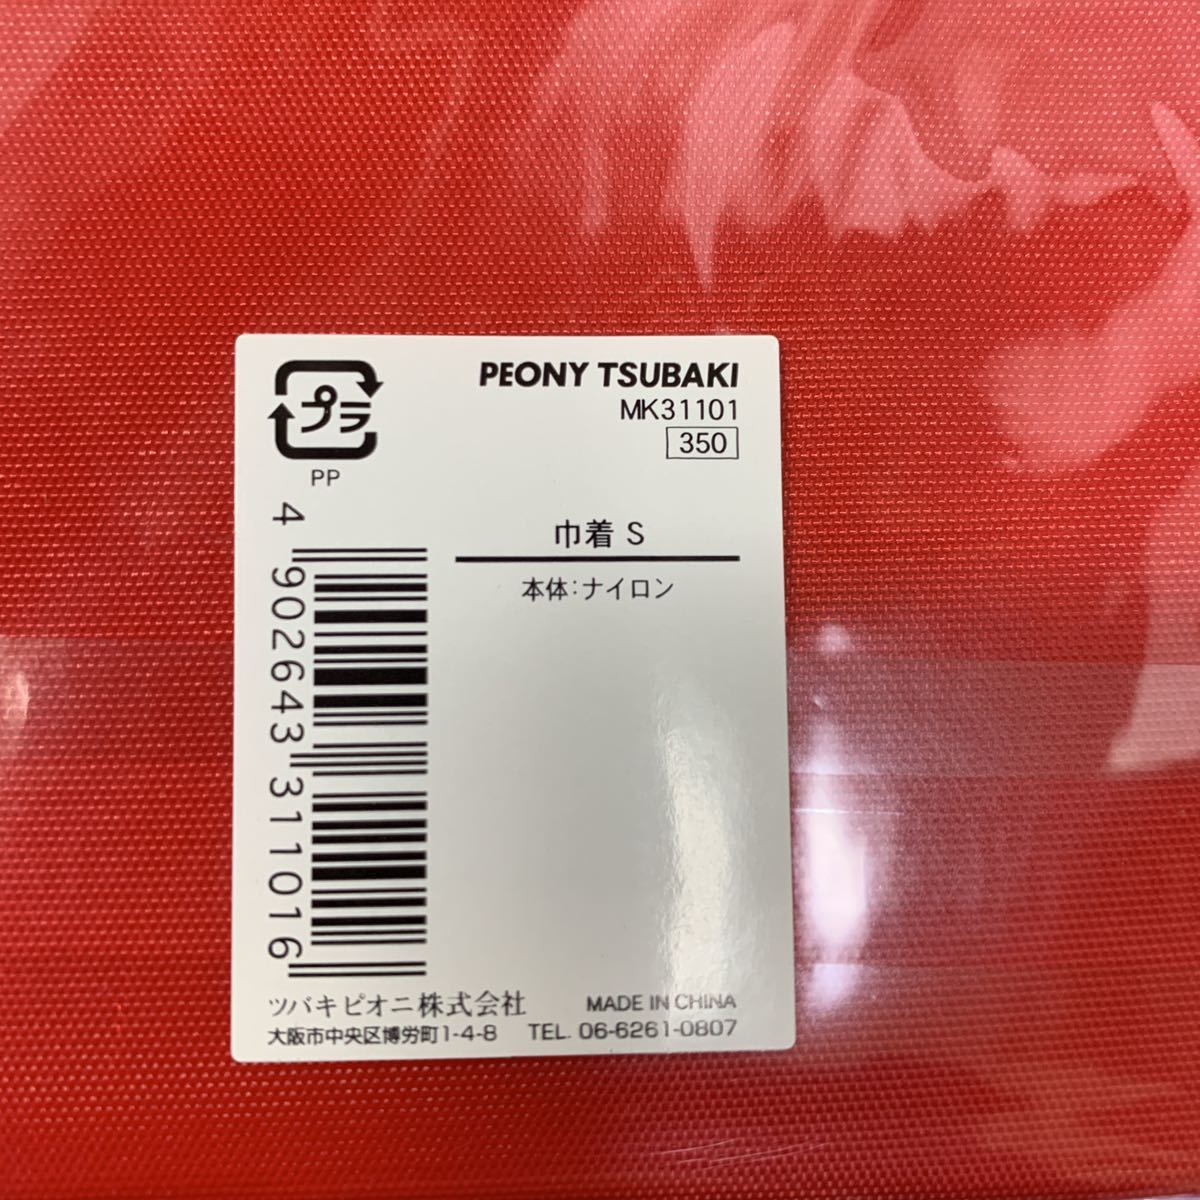 プラ
PP
PEONY TSUBAKI
MK31101
350
巾着 S
本体:ナイロン
4 902643 311016
ツバキピオニ株式会社 MADE IN CHINA
大阪市中央区博労町1-4-8 TEL. 06-6261-0807